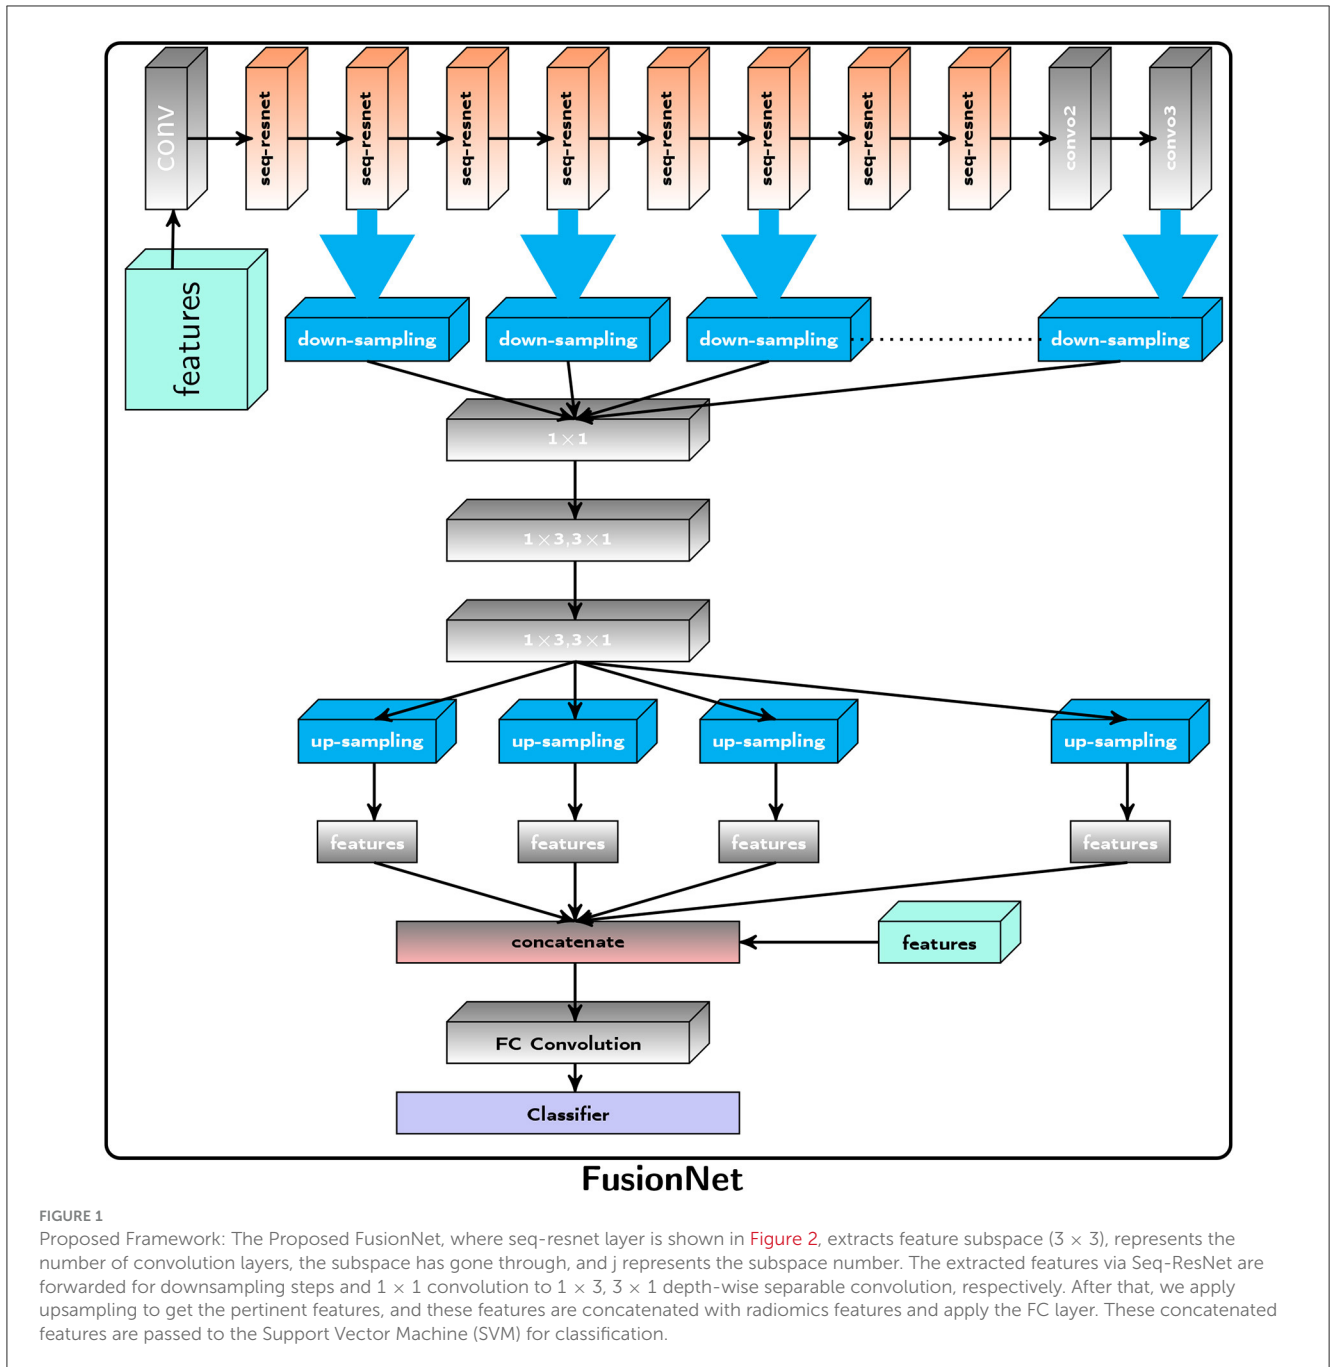 conv
seq-resnet
seq-resnet
seq-resnet
seq-resnet
seq-resnet
seq-resnet
seq-resnet
seq-resnet
convo2
convo3
features
down-sampling
down-sampling
down-sampling
down-sampling
1×1
1×3,3×1
1×3,3×1
up-sampling
up-sampling
up-sampling
up-sampling
features
features
features
features
concatenate
features
FC Convolution
Classifier
FusionNet
FIGURE 1
Proposed Framework: The Proposed FusionNet, where seq-resnet layer is shown in Figure 2, extracts feature subspace (3 × 3), represents the
number of convolution layers, the subspace has gone through, and j represents the subspace number. The extracted features via Seq-ResNet are
forwarded for downsampling steps and 1 × 1 convolution to 1 × 3, 3 × 1 depth-wise separable convolution, respectively. After that, we apply
upsampling to get the pertinent features, and these features are concatenated with radiomics features and apply the FC layer. These concatenated
features are passed to the Support Vector Machine (SVM) for classification.